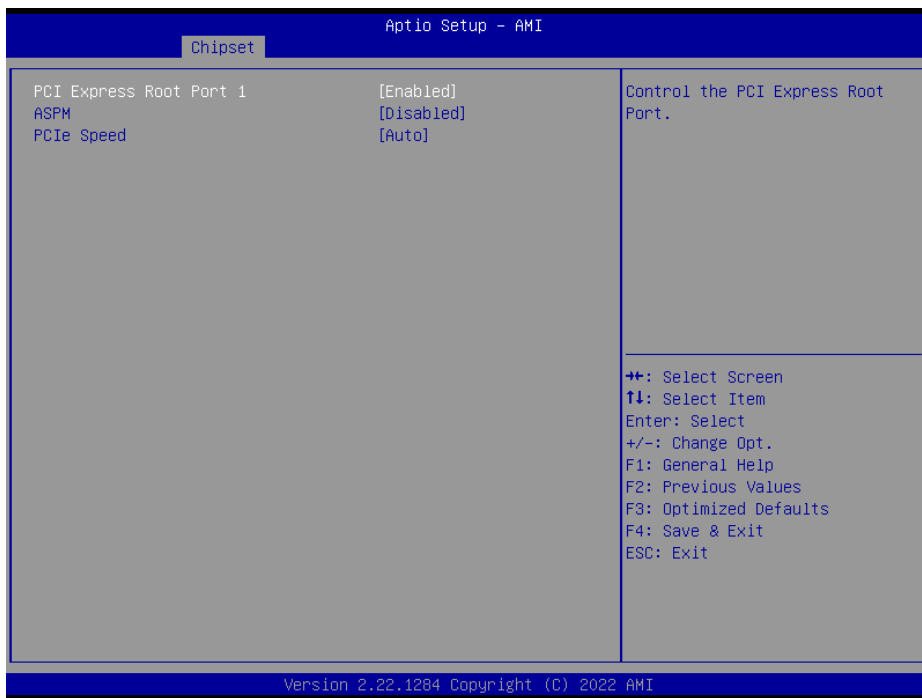 Aptio Setup – AMI
Chipset
PCI Express Root Port 1 [Enabled]
ASPM [Disabled]
PCIe Speed [Auto]
Control the PCI Express Root
Port.
→←: Select Screen
↑↓: Select Item
Enter: Select
+/-: Change Opt.
F1: General Help
F2: Previous Values
F3: Optimized Defaults
F4: Save & Exit
ESC: Exit
Version 2.22.1284 Copyright (C) 2022 AMI